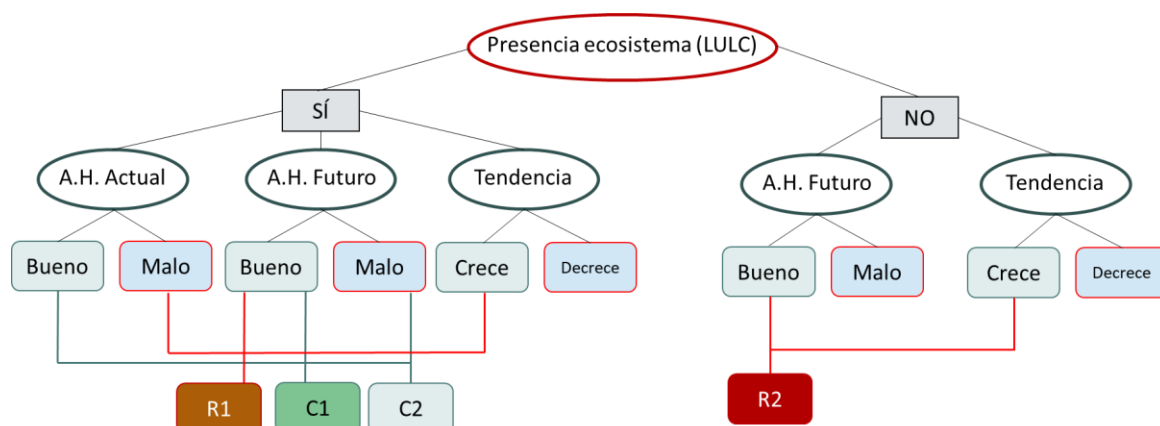 Presencia ecosistema (LULC)
SÍ
NO
A.H. Actual
A.H. Futuro
Tendencia
A.H. Futuro
Tendencia
Bueno
Malo
Bueno
Malo
Crece
Decrece
Bueno
Malo
Crece
Decrece
R1
C1
C2
R2